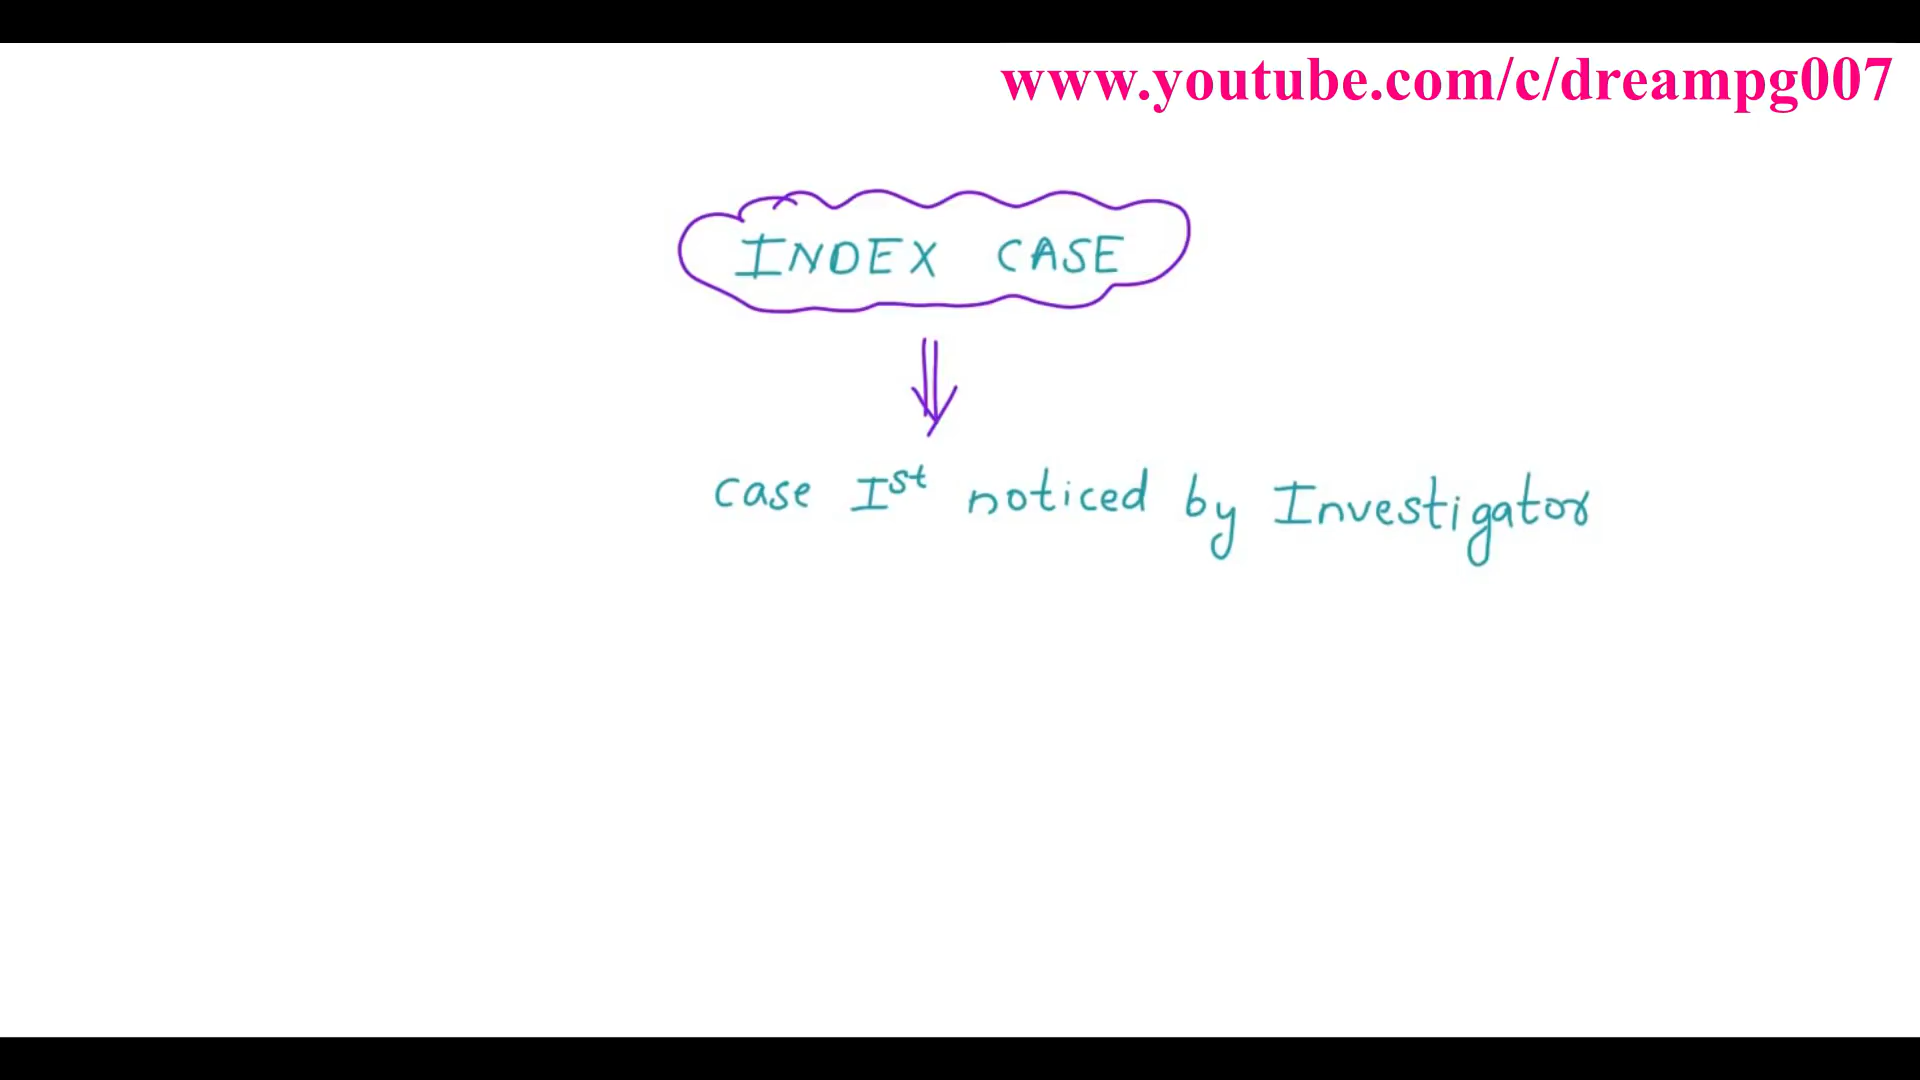 www.youtube.com/c/dreampg007
INDEX CASE
case Ist noticed by Investigator